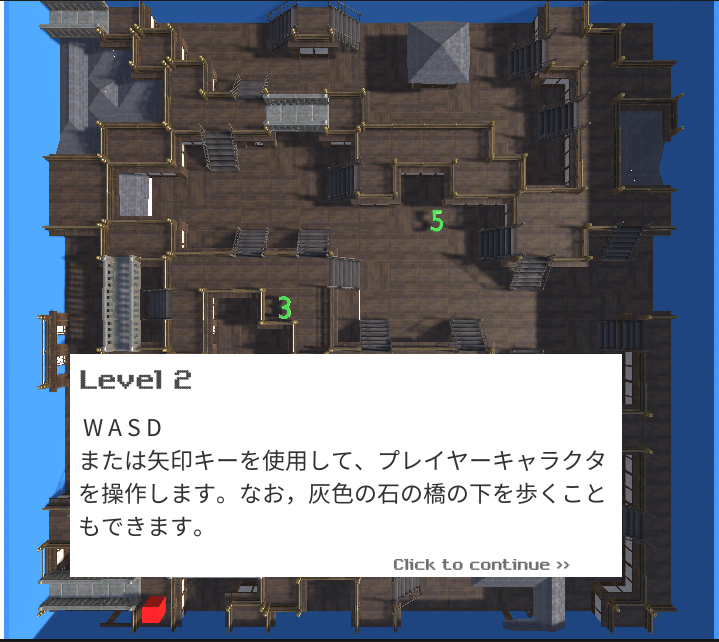 5
3
Level 2
WASD
または矢印キーを使用して、プレイヤーキャラクタ
を操作します。なお，灰色の石の橋の下を歩くこと
もできます。
Click to continue >>